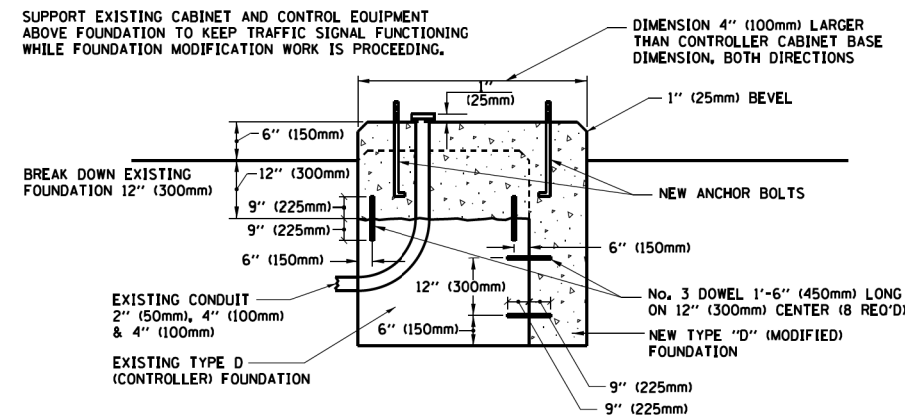 SUPPORT EXISTING CABINET AND CONTROL EQUIPMENT
ABOVE FOUNDATION TO KEEP TRAFFIC SIGNAL FUNCTIONING
WHILE FOUNDATION MODIFICATION WORK IS PROCEEDING.
DIMENSION 4" (100mm) LARGER
THAN CONTROLLER CABINET BASE
DIMENSION, BOTH DIRECTIONS
1"
(25mm)
1" (25mm) BEVEL
6" (150mm)
BREAK DOWN EXISTING
FOUNDATION 12" (300mm)
12" (300mm)
NEW ANCHOR BOLTS
9" (225mm)
9" (225mm)
6" (150mm)
6" (150mm)
12"
(300mm)
No. 3 DOWEL 1'-6" (450mm) LONG
ON 12" (300mm) CENTER (8 REQ'D)
EXISTING CONDUIT
2" (50mm), 4" (100mm)
& 4" (100mm)
6" (150mm)
NEW TYPE "D" (MODIFIED)
FOUNDATION
EXISTING TYPE D
(CONTROLLER) FOUNDATION
9" (225mm)
9" (225mm)